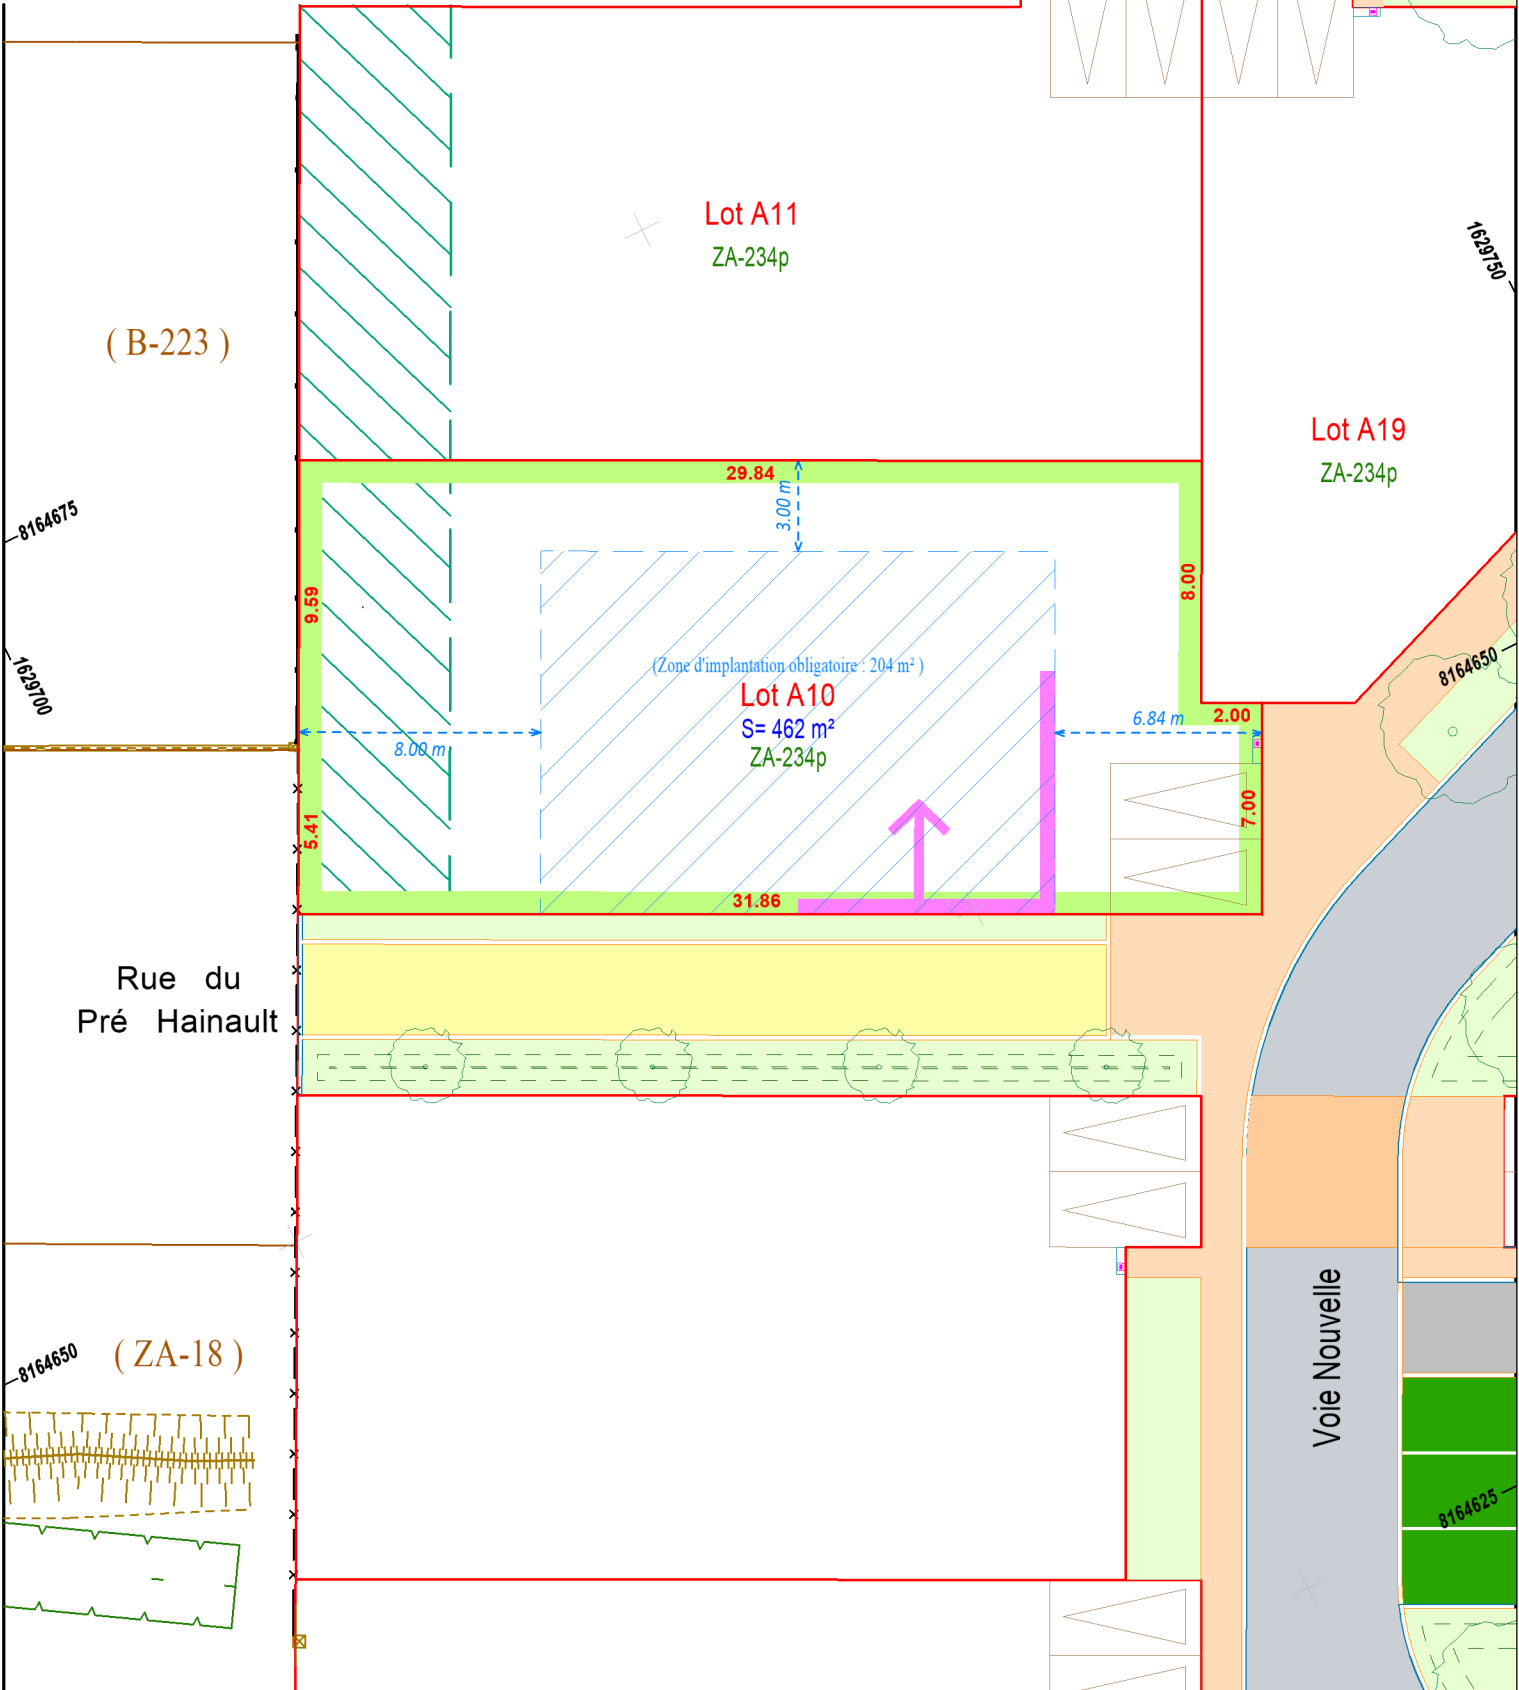 Lot A11
ZA-234p
1629750
( B-223 )
Lot A19
ZA-234p
29.84
3.00 m
8164675
9.59
8.00
1629700
(Zone d'implantation obligatoire : 204 m² )
Lot A10
S= 462 m²
ZA-234p
8164650
6.84 m
2.00
8.00 m
7.00
5.41
31.86
Rue du
Pré Hainault
Voie Nouvelle
8164650
( ZA-18 )
8164625